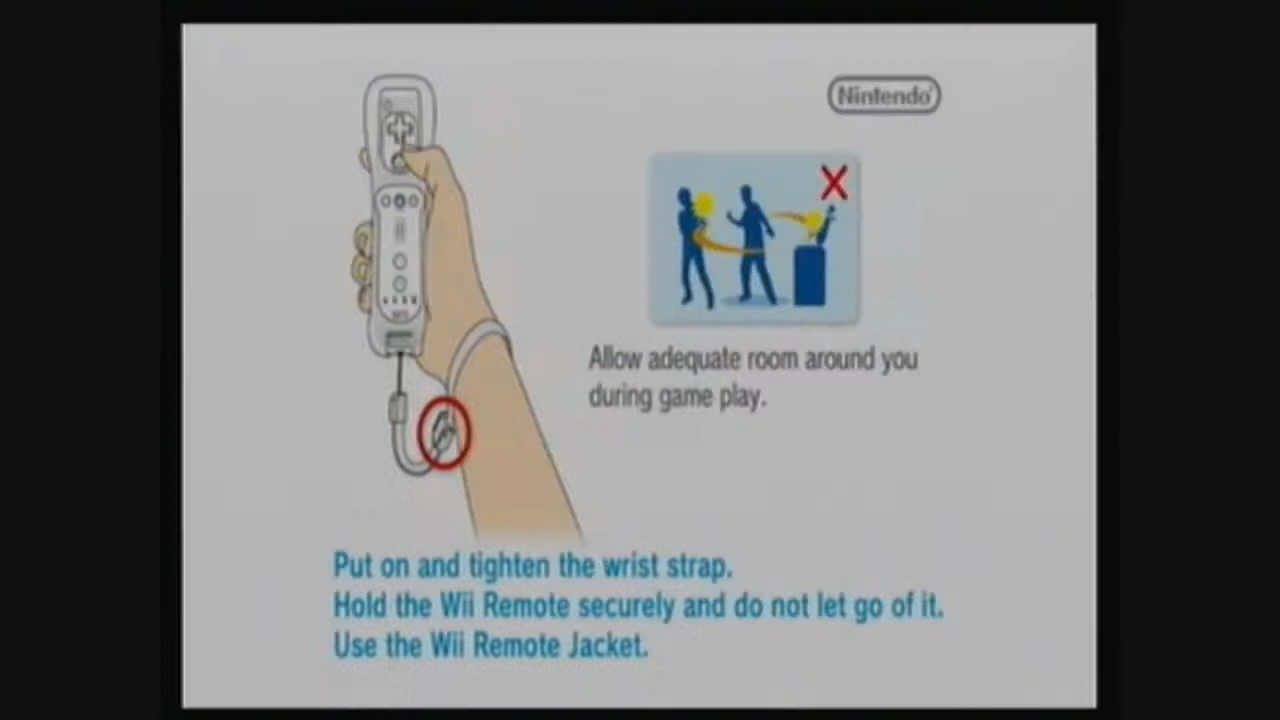 Nintendo
Allow adequate room around you
during game play.
Put on and tighten the wrist strap.
Hold the Wii Remote securely and do not let go of it.
Use the Wii Remote Jacket.